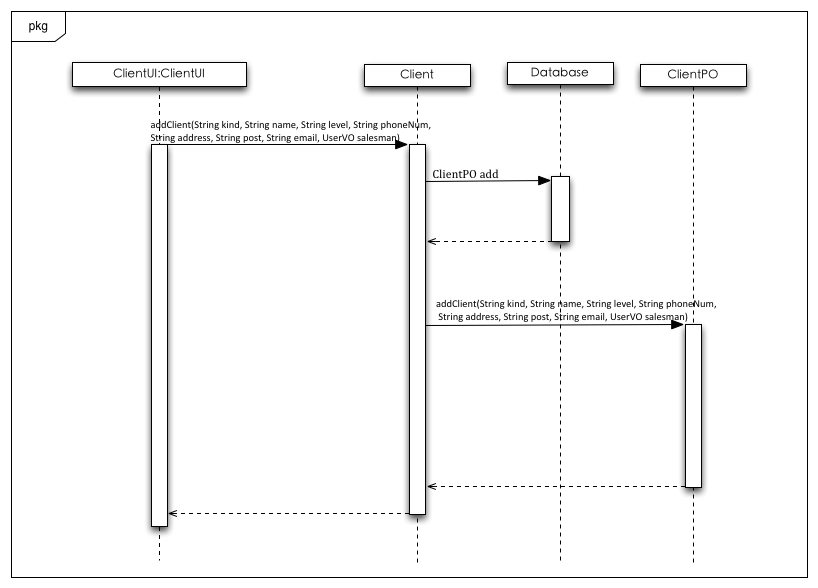 pkg
ClientUI:ClientUI
Client
Database
ClientPO
addClient(String kind, String name, String level, String phoneNum,
String address, String post, String email, UserVO salesman)
ClientPO add
addClient(String kind, String name, String level, String phoneNum,
String address, String post, String email, UserVO salesman)